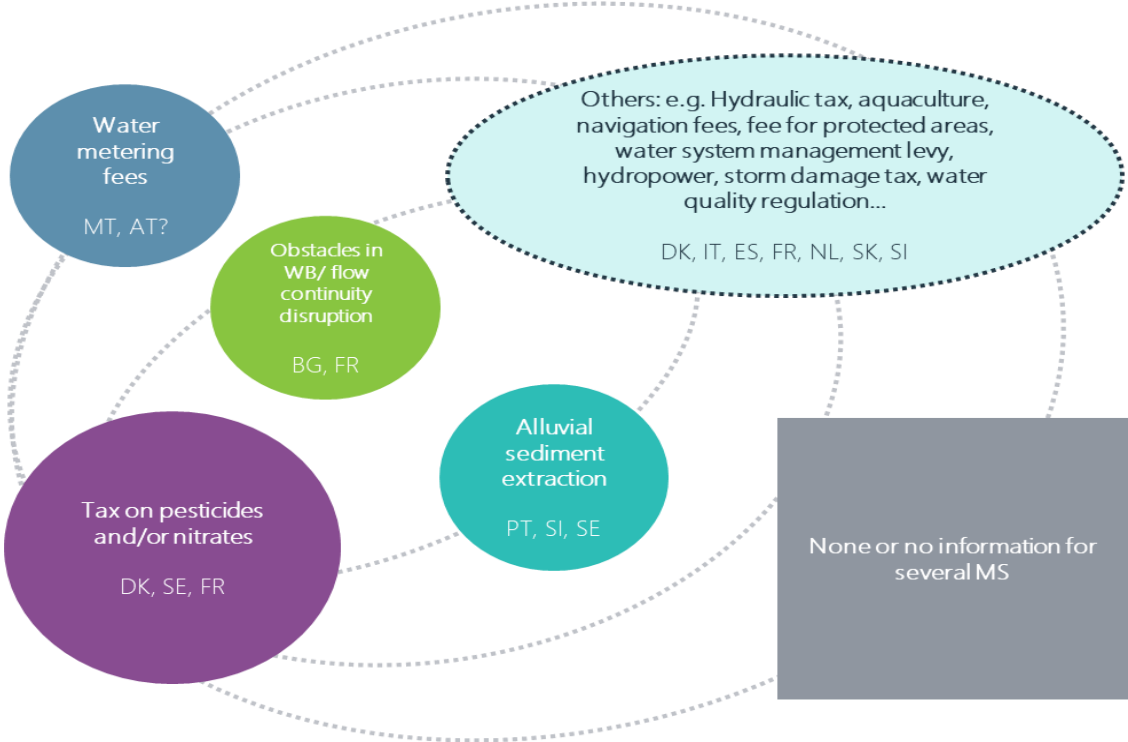 Water
metering
fees
MT, AT?
Others: e.g. Hydraulic tax, aquaculture,
navigation fees, fee for protected areas,
water system management levy,
hydropower, storm damage tax, water
quality regulation...
DK, IT, ES, FR, NL, SK, SI
Obstacles in
WB/ flow
continuity
disruption
BG, FR
Alluvial
sediment
extraction
PT, SI, SE
Tax on pesticides
and/or nitrates
DK, SE, FR
None or no information for
several MS